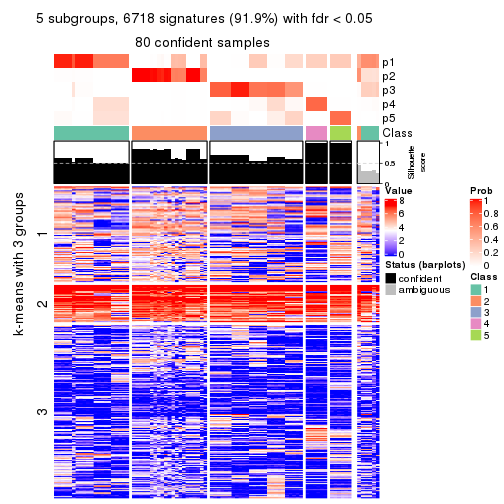 5 subgroups, 6718 signatures (91.9%) with fdr < 0.05
80 confident samples
p1
p2
p3
p4
p5
Class
1
0.5
0
Silhouette
score
k-means with 3 groups
1
2
3
Value
8
6
4
2
0
Status (barplots)
confident
ambiguous
Prob
1
0.8
0.6
0.4
0.2
0
Class
1
2
3
4
5